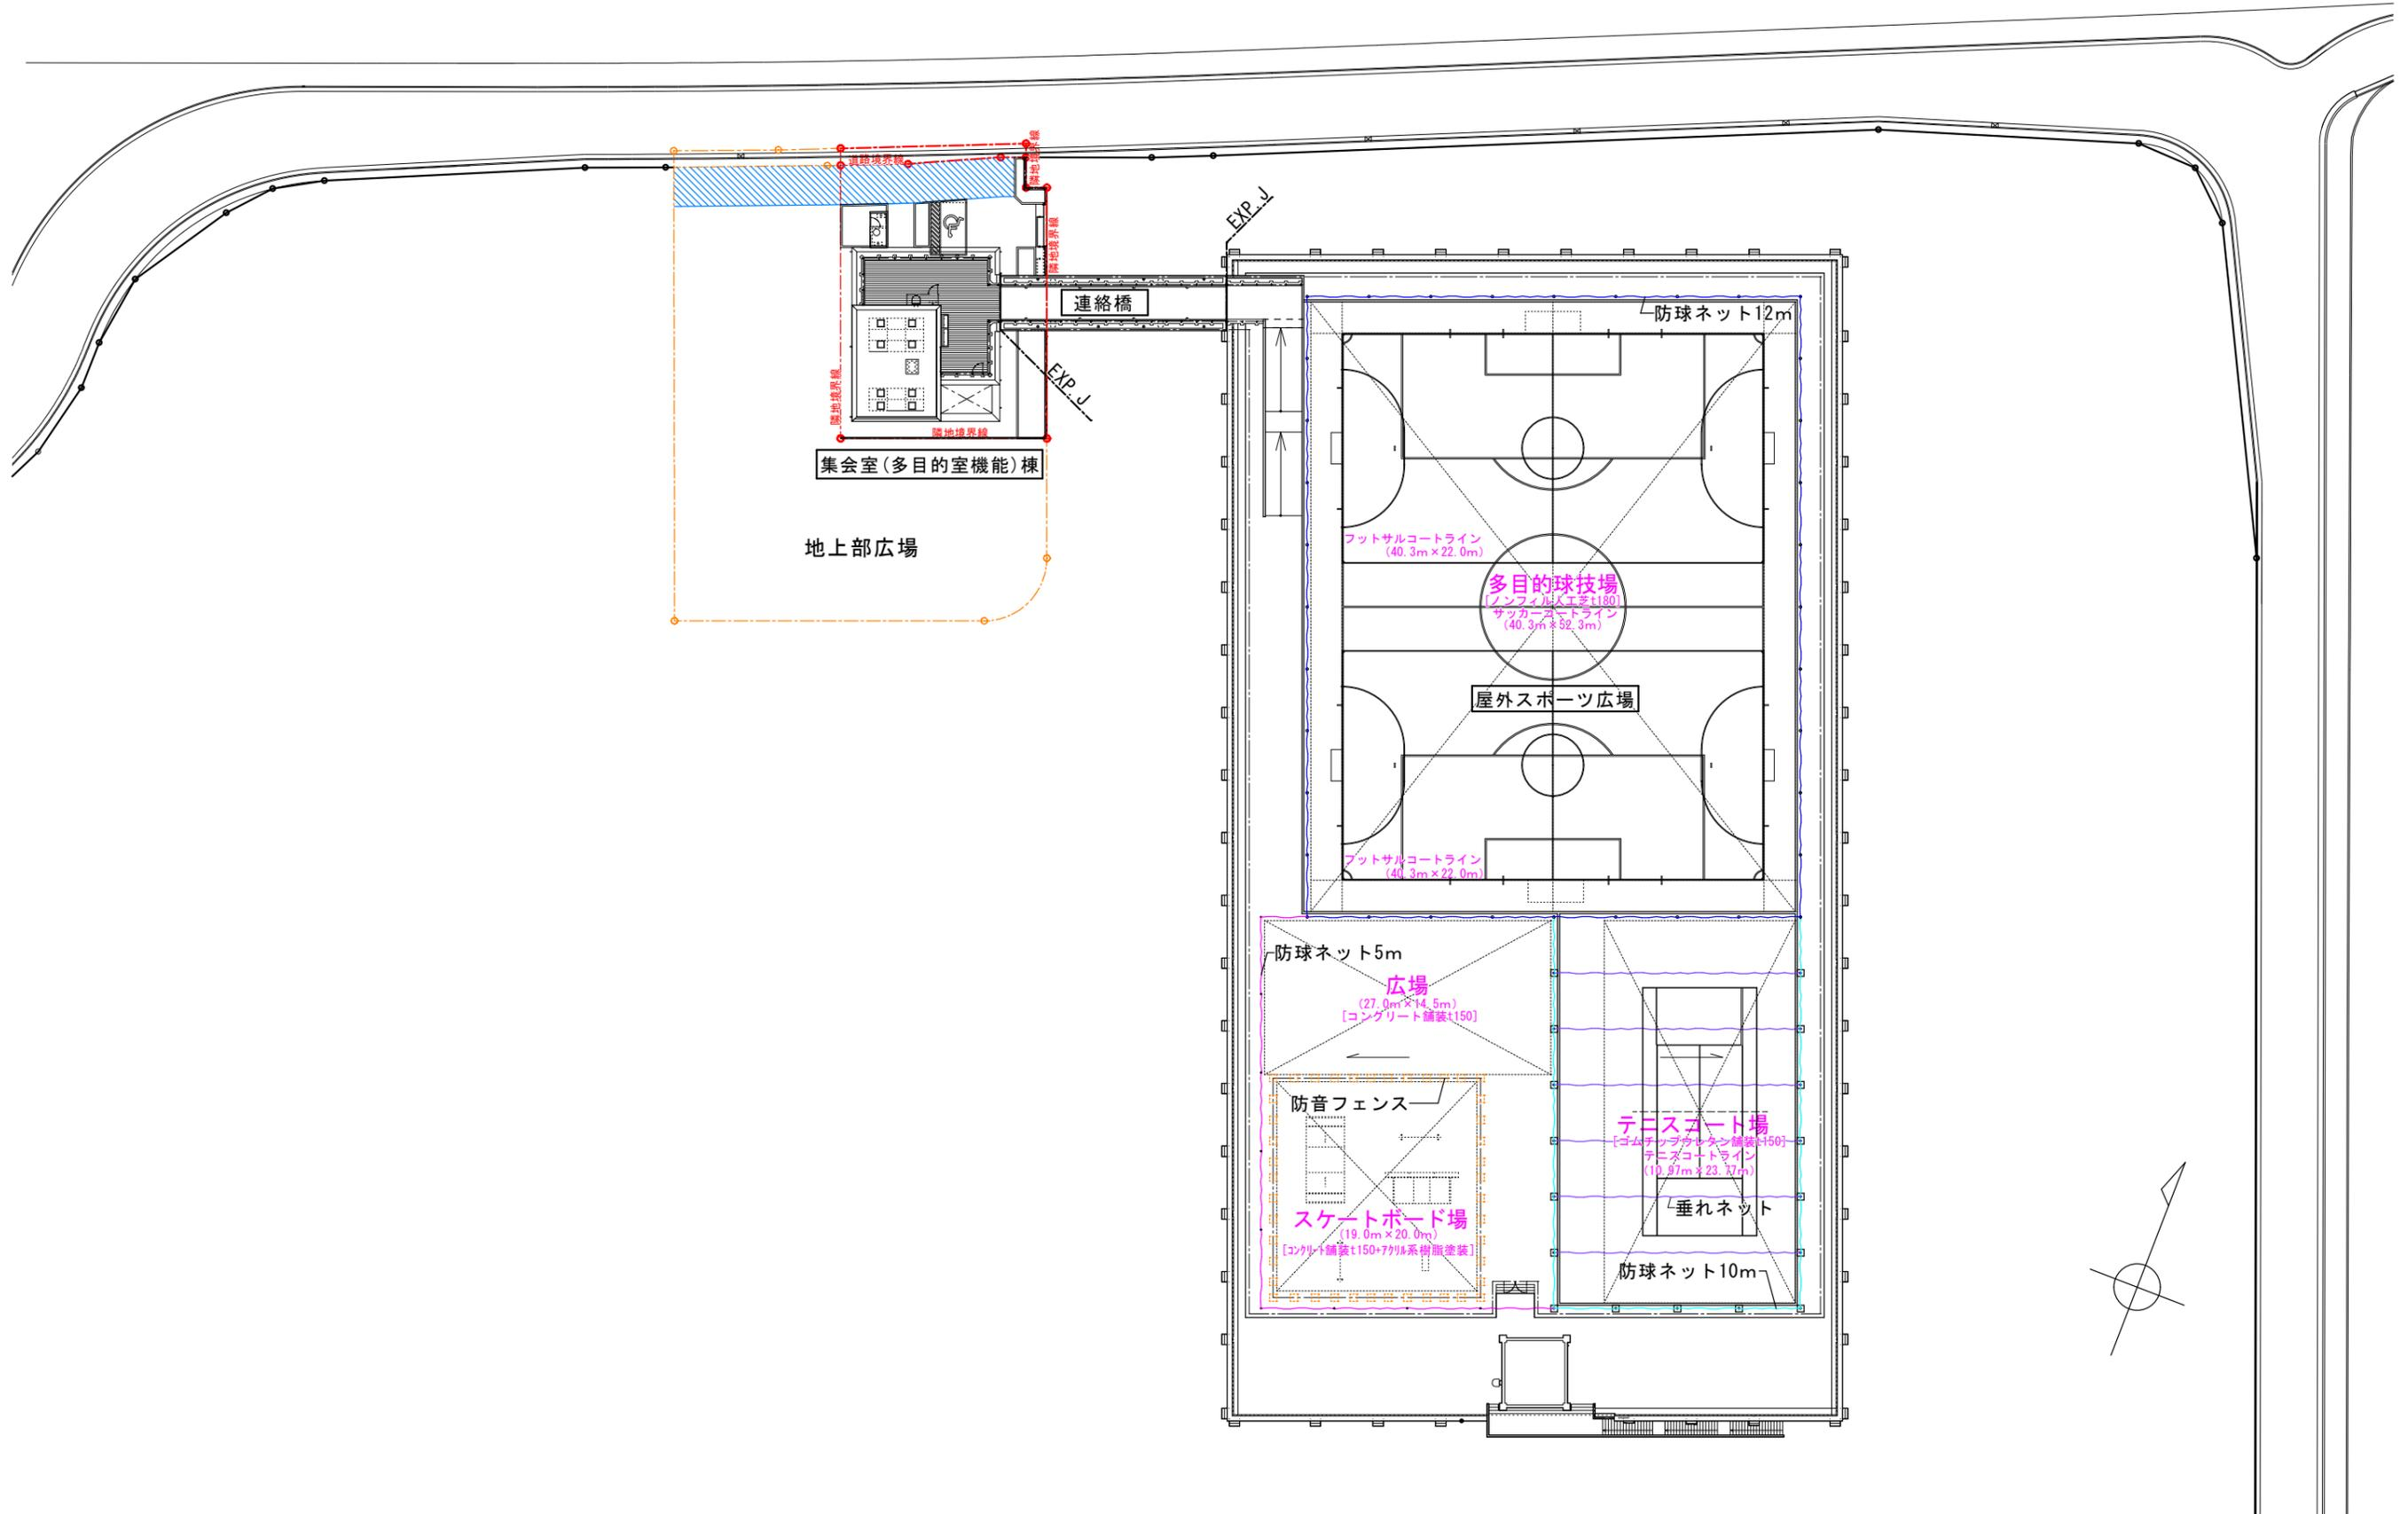 道路境界線
隣地境界線
隣地境界線
隣地境界線
隣地境界線
EXP.J
連絡橋
EXP.J
集会室(多目的室機能)棟
地上部広場
防球ネット12m
フットサルコートライン
(40.3m×22.0m)
多目的球技場
[ノンフィル人工芝t180]
サッカーコートライン
(40.3m×52.3m)
屋外スポーツ広場
フットサルコートライン
(40.3m×22.0m)
防球ネット5m
広場
(27.0m×14.5m)
[コンクリート舗装t150]
防音フェンス
テニスコート場
[ゴムチップウレタン舗装t150]
テニスコートライン
(10.97m×23.77m)
垂れネット
スケートボード場
(19.0m×20.0m)
[ｺﾝｸﾘｰﾄ舗装t150+ｱｸﾘﾙ系樹脂塗装]
防球ネット10m